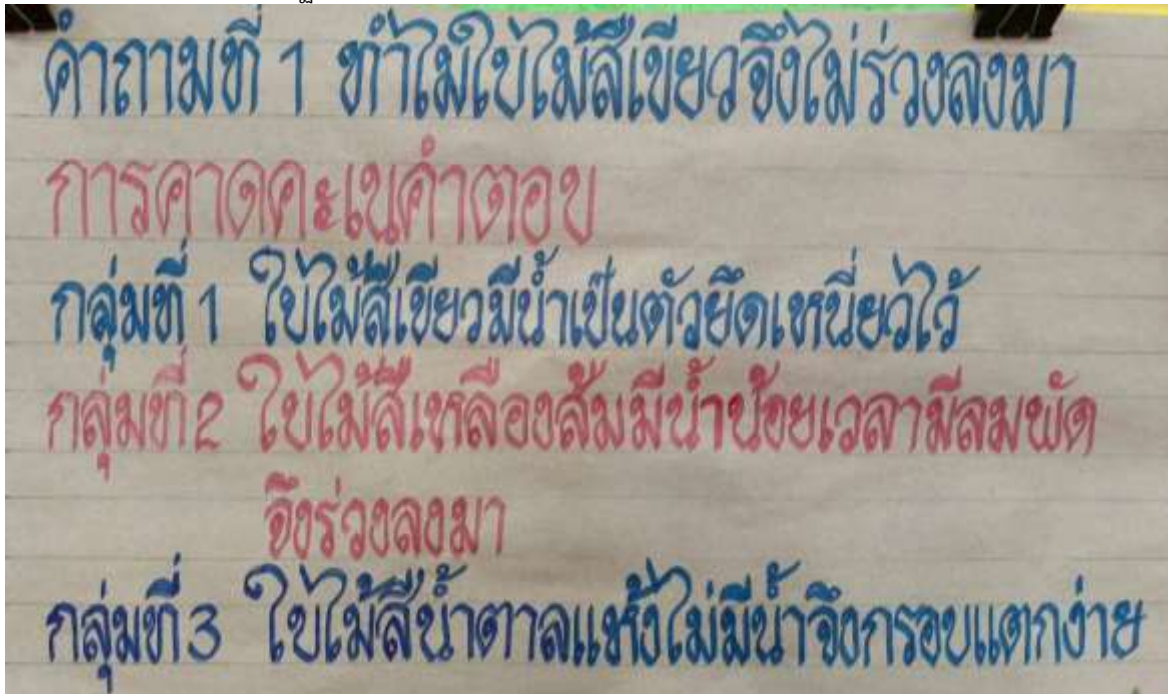 คำถามที่ 1 ทำไมใบไม้สีเขียวจึงไม่ร่วงลงมา
การคาดคะเนคำตอบ
กลุ่มที่ 1 ใบไม้สีเขียวมีน้ำเป็นตัวยึดเหนี่ยวไว้
กลุ่มที่2 ใบไม้สีเหลืองส้มมีน้ำน้อยเวลามีลมพัด
จึงร่วงลงมา
กลุ่มที่3 ใบไม้สีน้ำตาลแห้งไม่มีน้ำจึงกรอบแตกง่าย